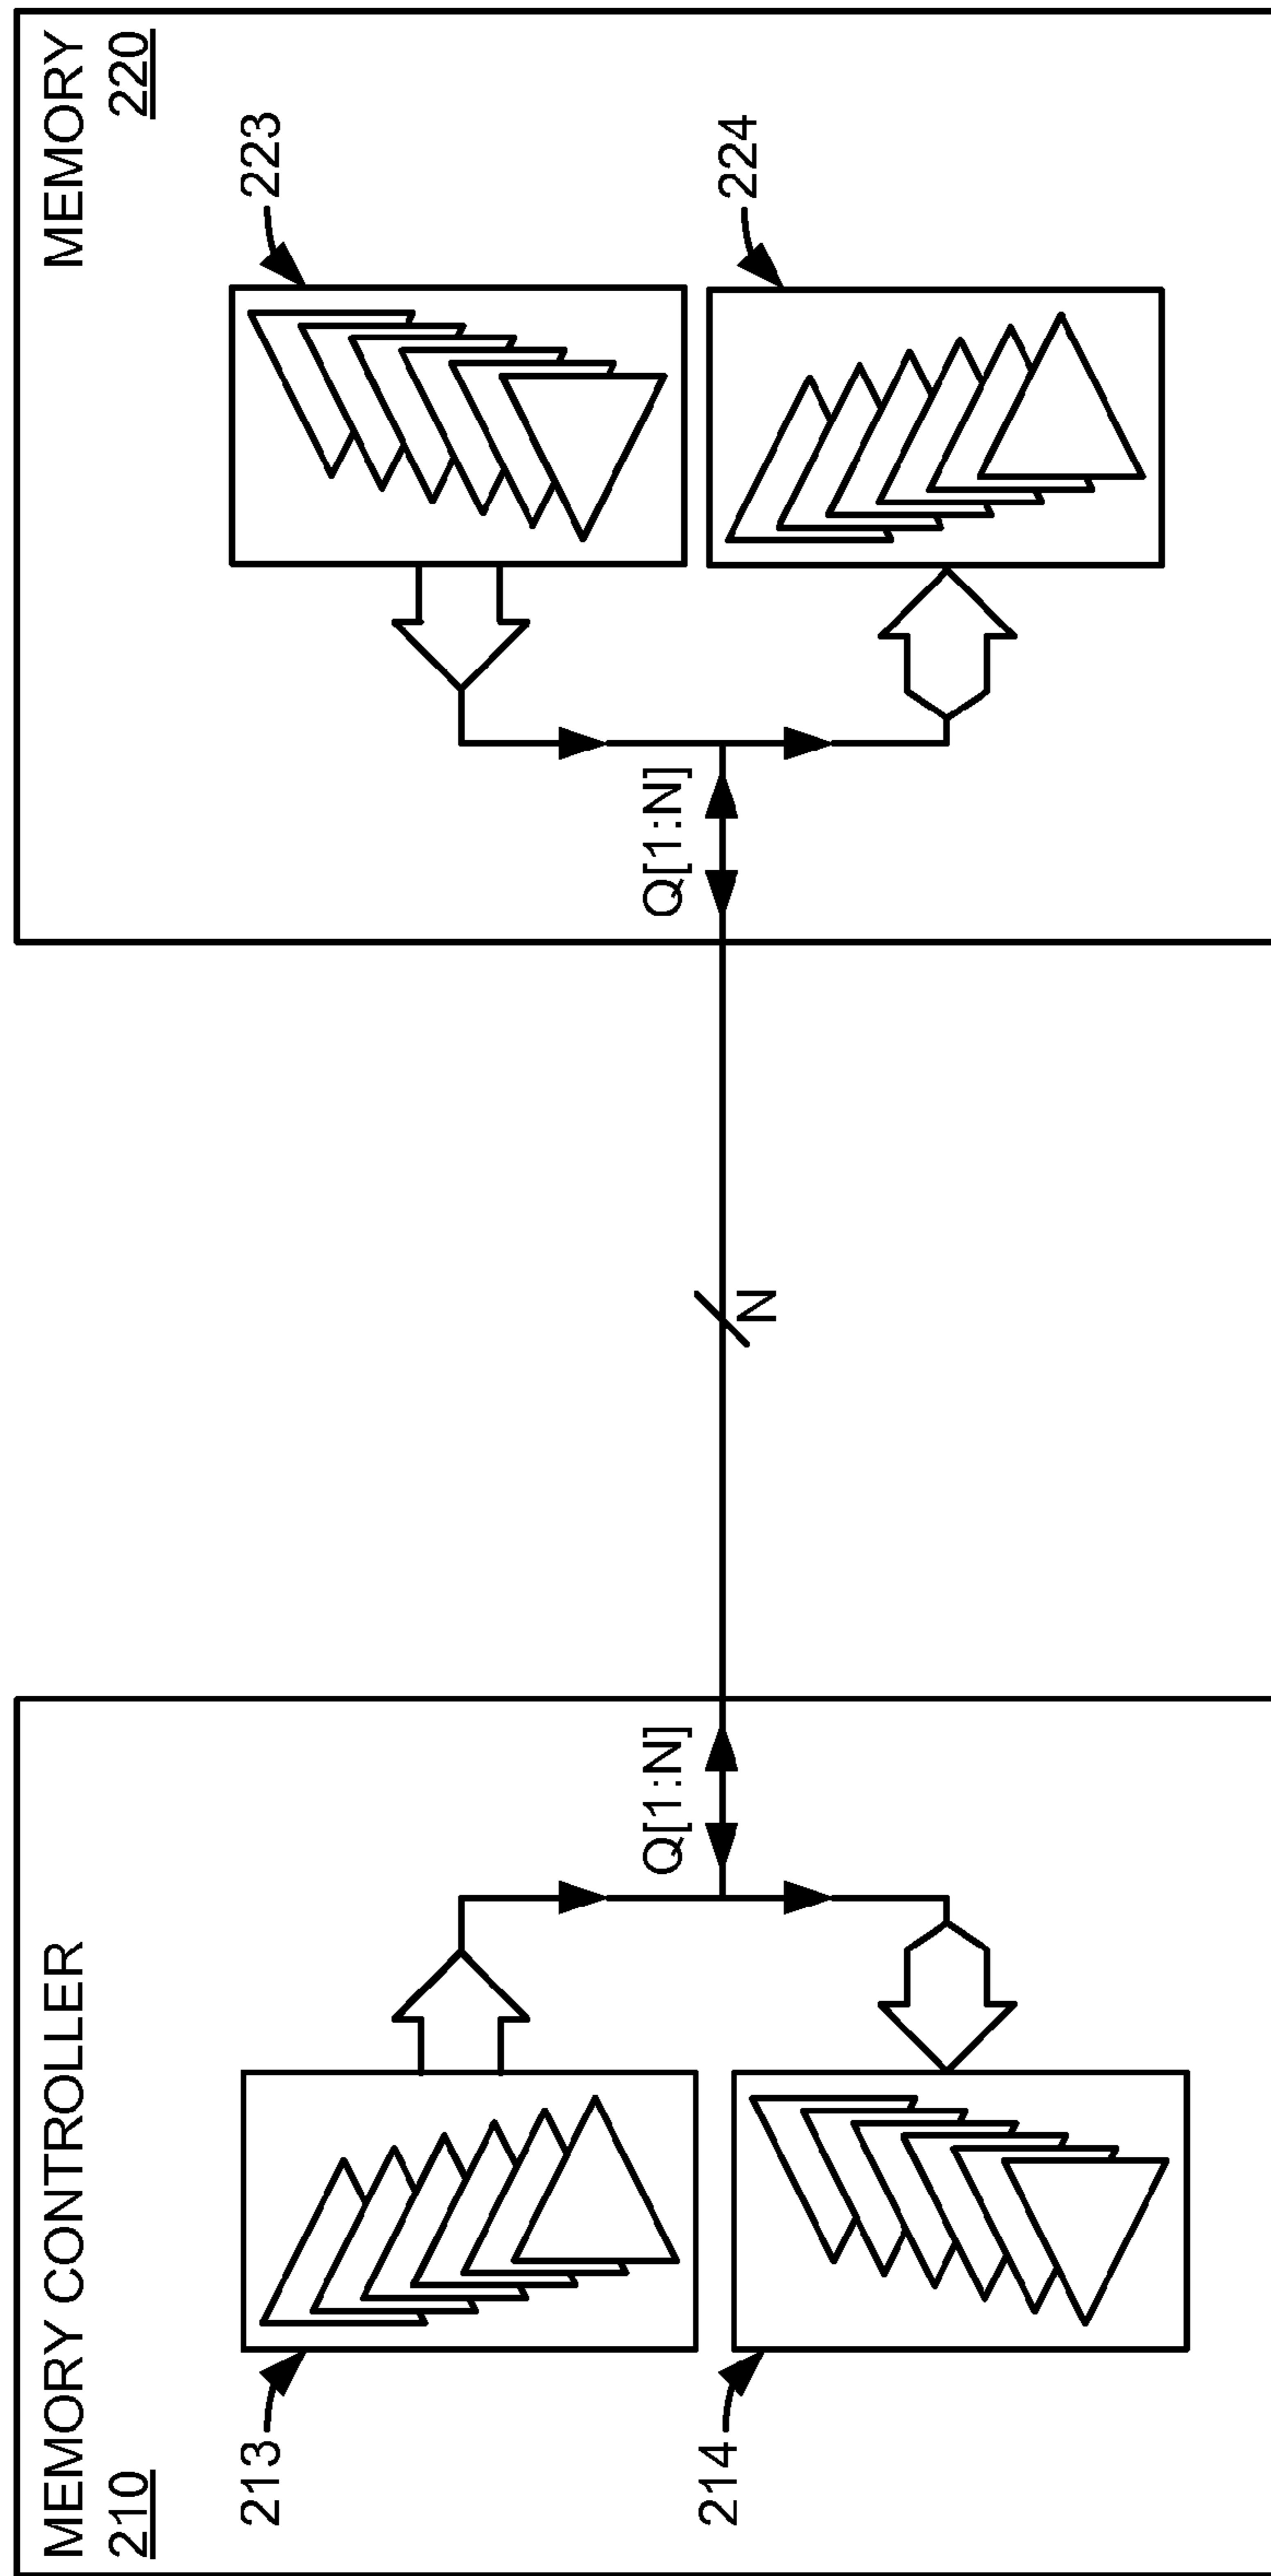 MEMORY CONTROLLER
210
213
214
Q[1:N]
N
MEMORY
220
223
224
Q[1:N]